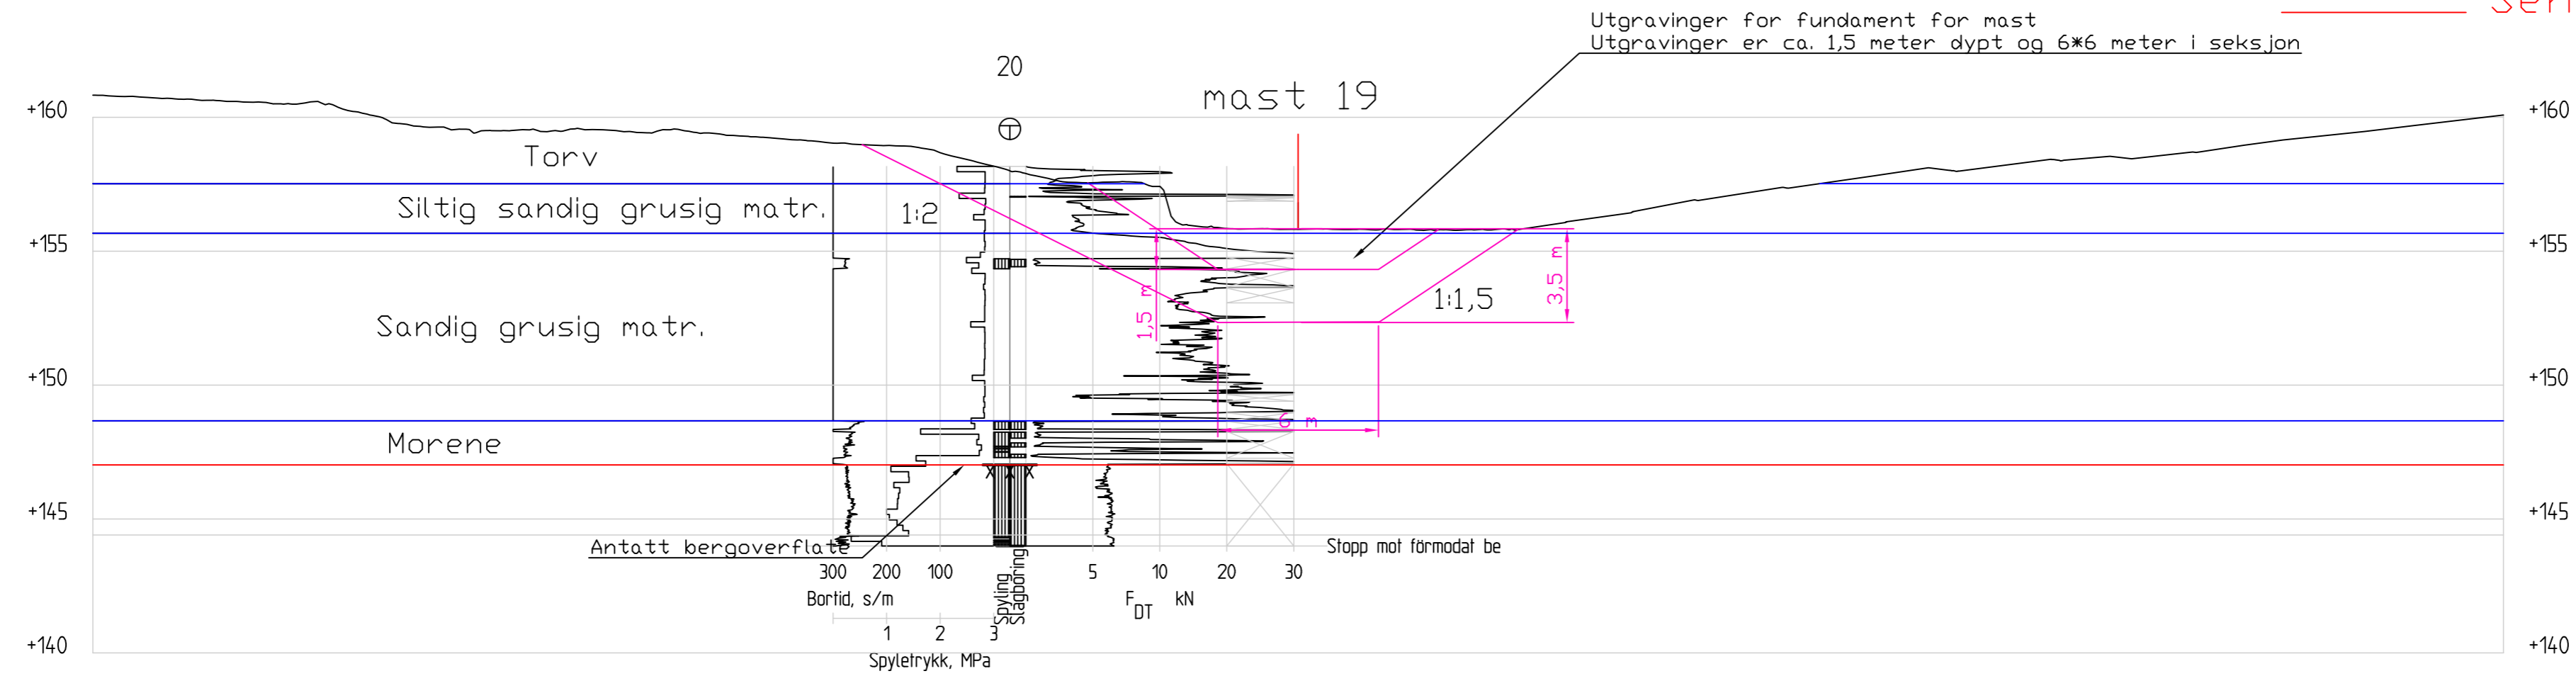 Utgravinger for fundament for mast
Utgravinger er ca. 1,5 meter dypt og 6*6 meter i seksjon
20
mast 19
+160
+160
Torv
Siltig sandig grusig matr.
1:2
+155
+155
1,5 m
3,5 m
1:1,5
Sandig grusig matr.
+150
+150
6 m
Morene
+145
+145
Antatt bergoverflate
Stopp mot förmodat be
300
200
100
Spyling
Slagboring
5
10
20
30
Bortid, s/m
F DT kN
1
2
3
+140
+140
Spyletrykk, MPa